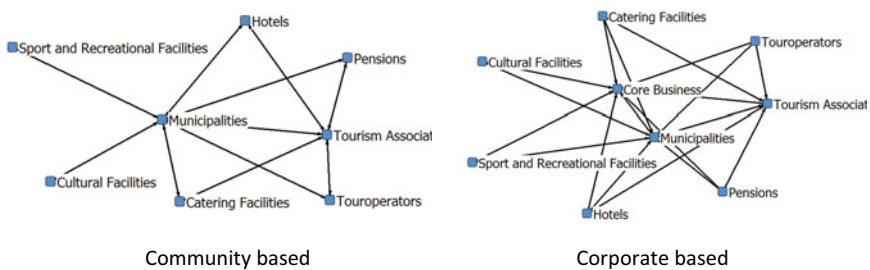 Hotels
Sport and Recreational Facilities
Pensions
Municipalities
Tourism Associat
Cultural Facilities
Catering Facilities
Touroperators
Community based
Catering Facilities
Touroperators
Cultural Facilities
Core Business
Tourism Associat
Municipalities
Sport and Recreational Facilities
Pensions
Hotels
Corporate based